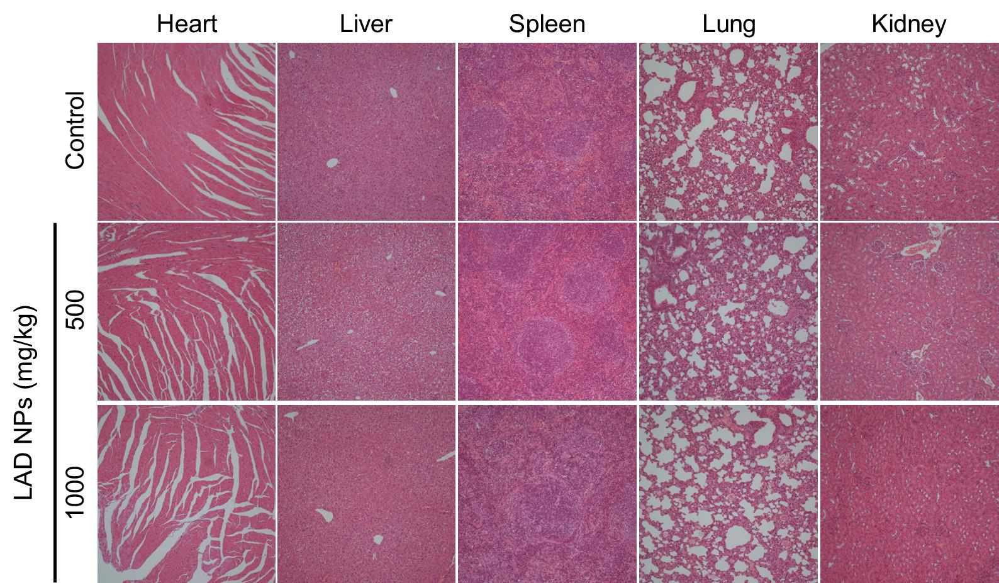 Heart Liver Spleen Lung Kidney
Control
LAD NPs (mg/kg)
500
1000